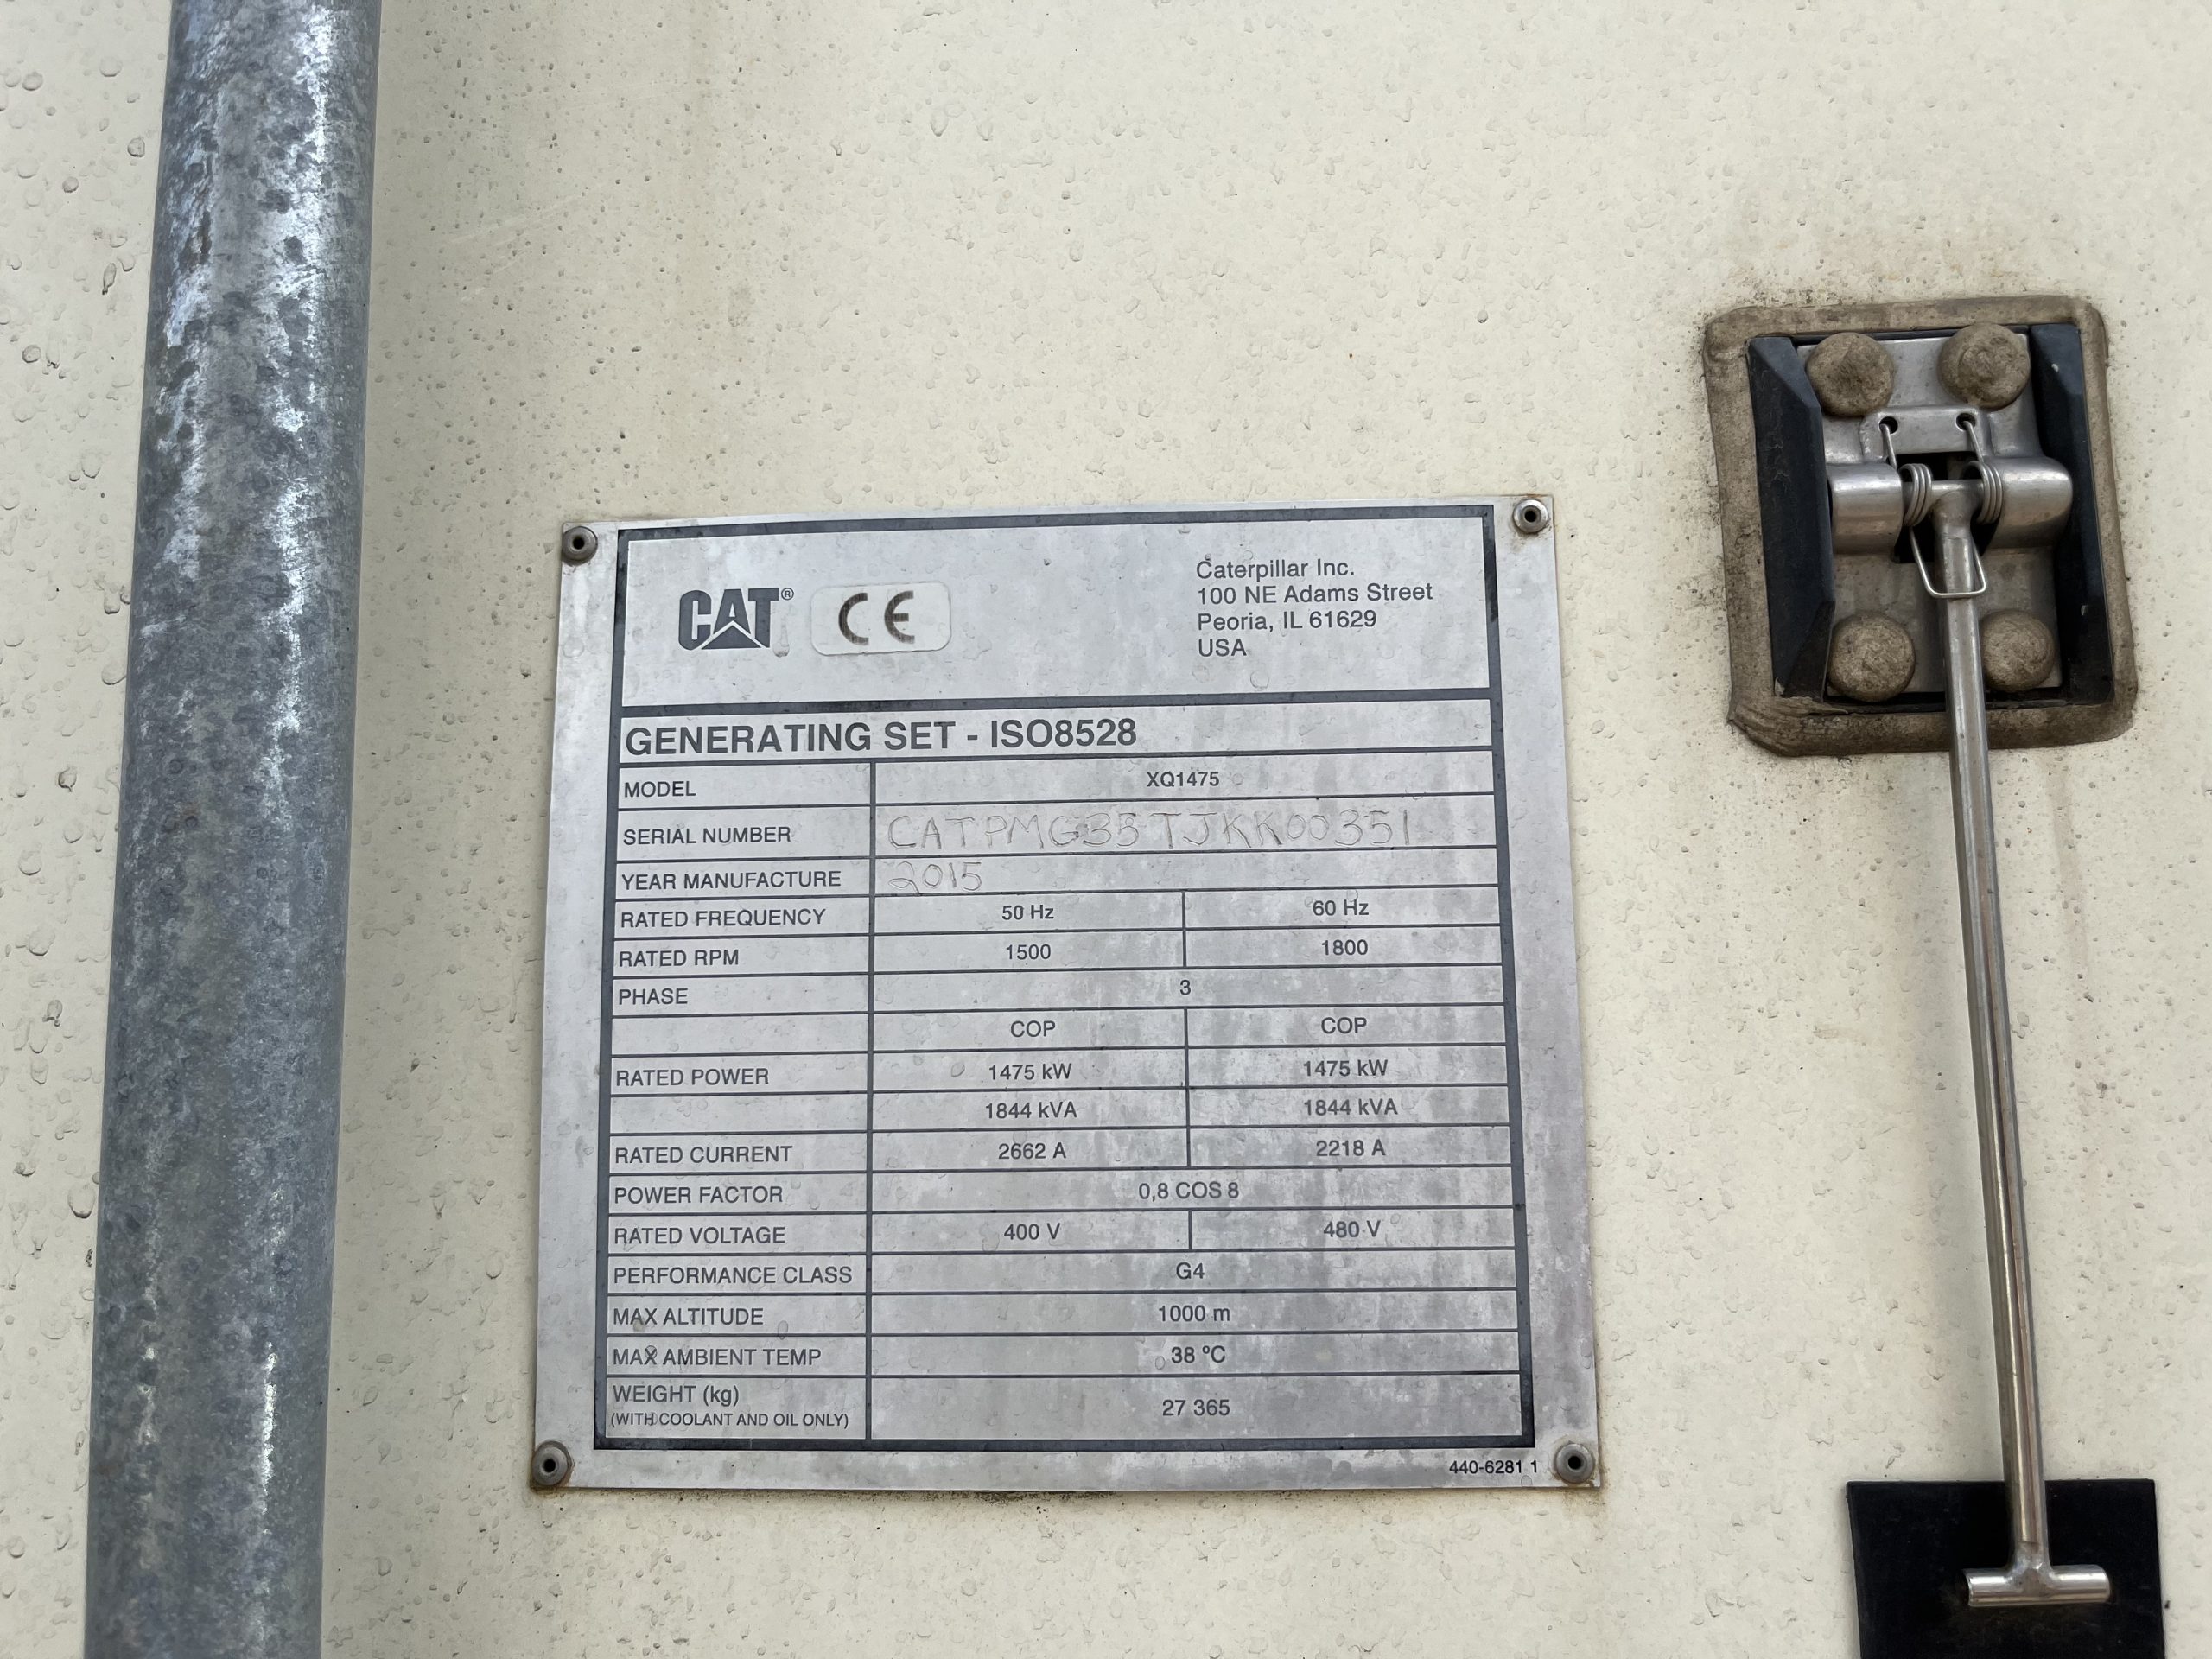 CAT® CE
Caterpillar Inc.
100 NE Adams Street
Peoria, IL 61629
USA
GENERATING SET - ISO8528
MODEL XQ1475
SERIAL NUMBER CATPMG35TJKK00351
YEAR MANUFACTURE 2015
RATED FREQUENCY 50 Hz 60 Hz
RATED RPM 1500 1800
PHASE 3
COP COP
RATED POWER 1475 kW 1475 kW
1844 kVA 1844 kVA
RATED CURRENT 2662 A 2218 A
POWER FACTOR 0,8 COS 8
RATED VOLTAGE 400 V 480 V
PERFORMANCE CLASS G4
MAX ALTITUDE 1000 m
MAX AMBIENT TEMP 38 ºC
WEIGHT (kg)
(WITH COOLANT AND OIL ONLY) 27 365
440-6281 1